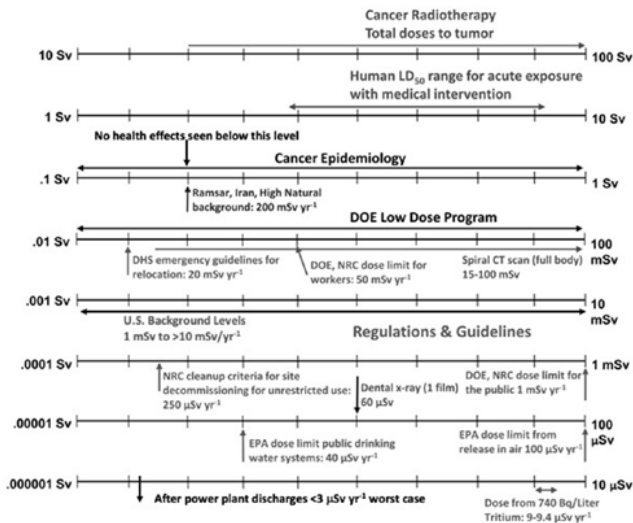 Cancer Radiotherapy
Total doses to tumor
10 Sv
100 Sv
Human LD50 range for acute exposure
with medical intervention
1 Sv
10 Sv
No health effects seen below this level
Cancer Epidemiology
.1 Sv
1 Sv
Ramsar, Iran, High Natural
background: 200 mSv yr-1
DOE Low Dose Program
.01 Sv
100
mSv
DHS emergency guidelines for
relocation: 20 mSv yr-1
DOE, NRC dose limit for
workers: 50 mSv yr-1
Spiral CT scan (full body)
15-100 mSv
.001 Sv
10
mSv
U.S. Background Levels
1 mSv to >10 mSv/yr-1
Regulations & Guidelines
.0001 Sv
1 mSv
NRC cleanup criteria for site
decommissioning for unrestricted use:
250 µSv yr-1
Dental x-ray (1 film)
60 µSv
DOE, NRC dose limit for
the public 1 mSv yr-1
.00001 Sv
100
µSv
EPA dose limit public drinking
water systems: 40 µSv yr-1
EPA dose limit from
release in air 100 µSv yr-1
.000001 Sv
10 µSv
After power plant discharges <3 µSv yr-1 worst case
Dose from 740 Bq/Liter
Tritium: 9-9.4 µSv yr-1